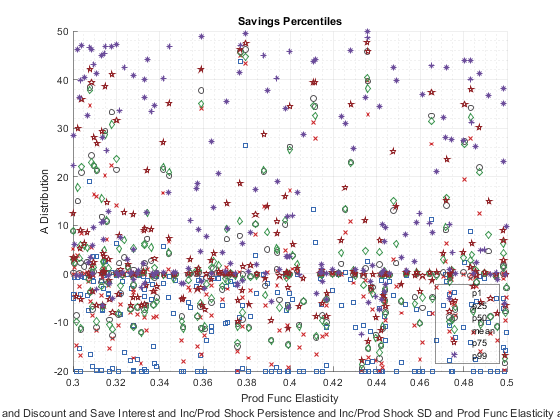 Savings Percentiles
50
40
30
20
10
0
-10
-20
A Distribution
p1
p50
mean
p75
p99
0.3 0.32 0.34 0.36 0.38 0.4 0.42 0.44 0.46 0.48 0.5
Prod Func Elasticity
and Discount and Save Interest and Inc/Prod Shock Persistence and Inc/Prod Shock SD and Prod Func Elasticity a